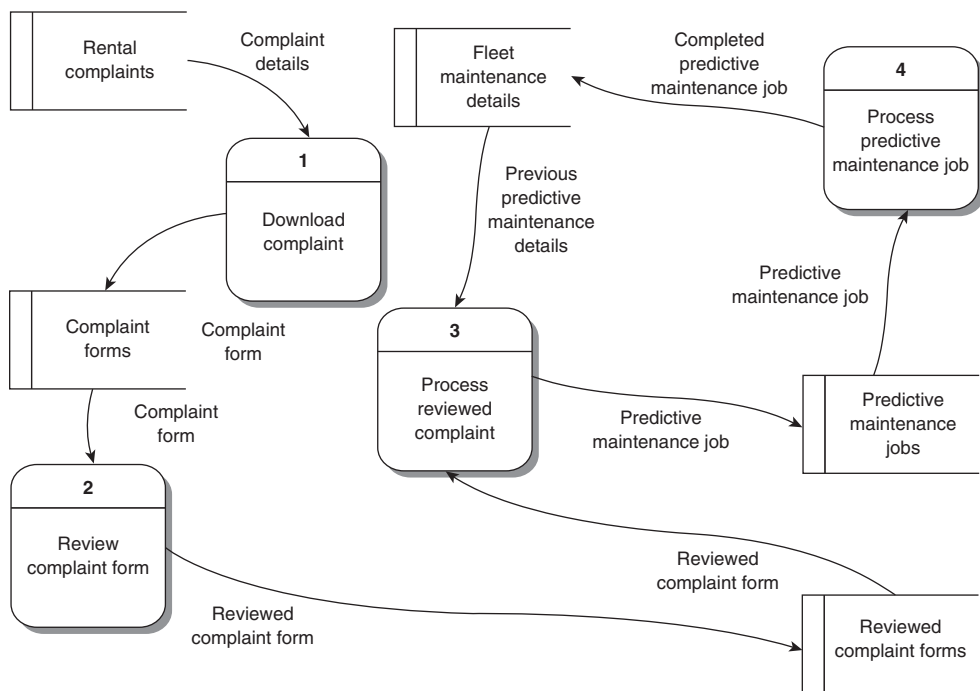 Rental
complaints
Complaint
details
Fleet
maintenance
details
Completed
predictive
maintenance job
4
Process
predictive
maintenance job
1
Download
complaint
Previous
predictive
maintenance
details
Predictive
maintenance job
Complaint
forms
Complaint
form
3
Process
reviewed
complaint
Predictive
maintenance job
Predictive
maintenance
jobs
Complaint
form
2
Review
complaint form
Reviewed
complaint form
Reviewed
complaint form
Reviewed
complaint forms